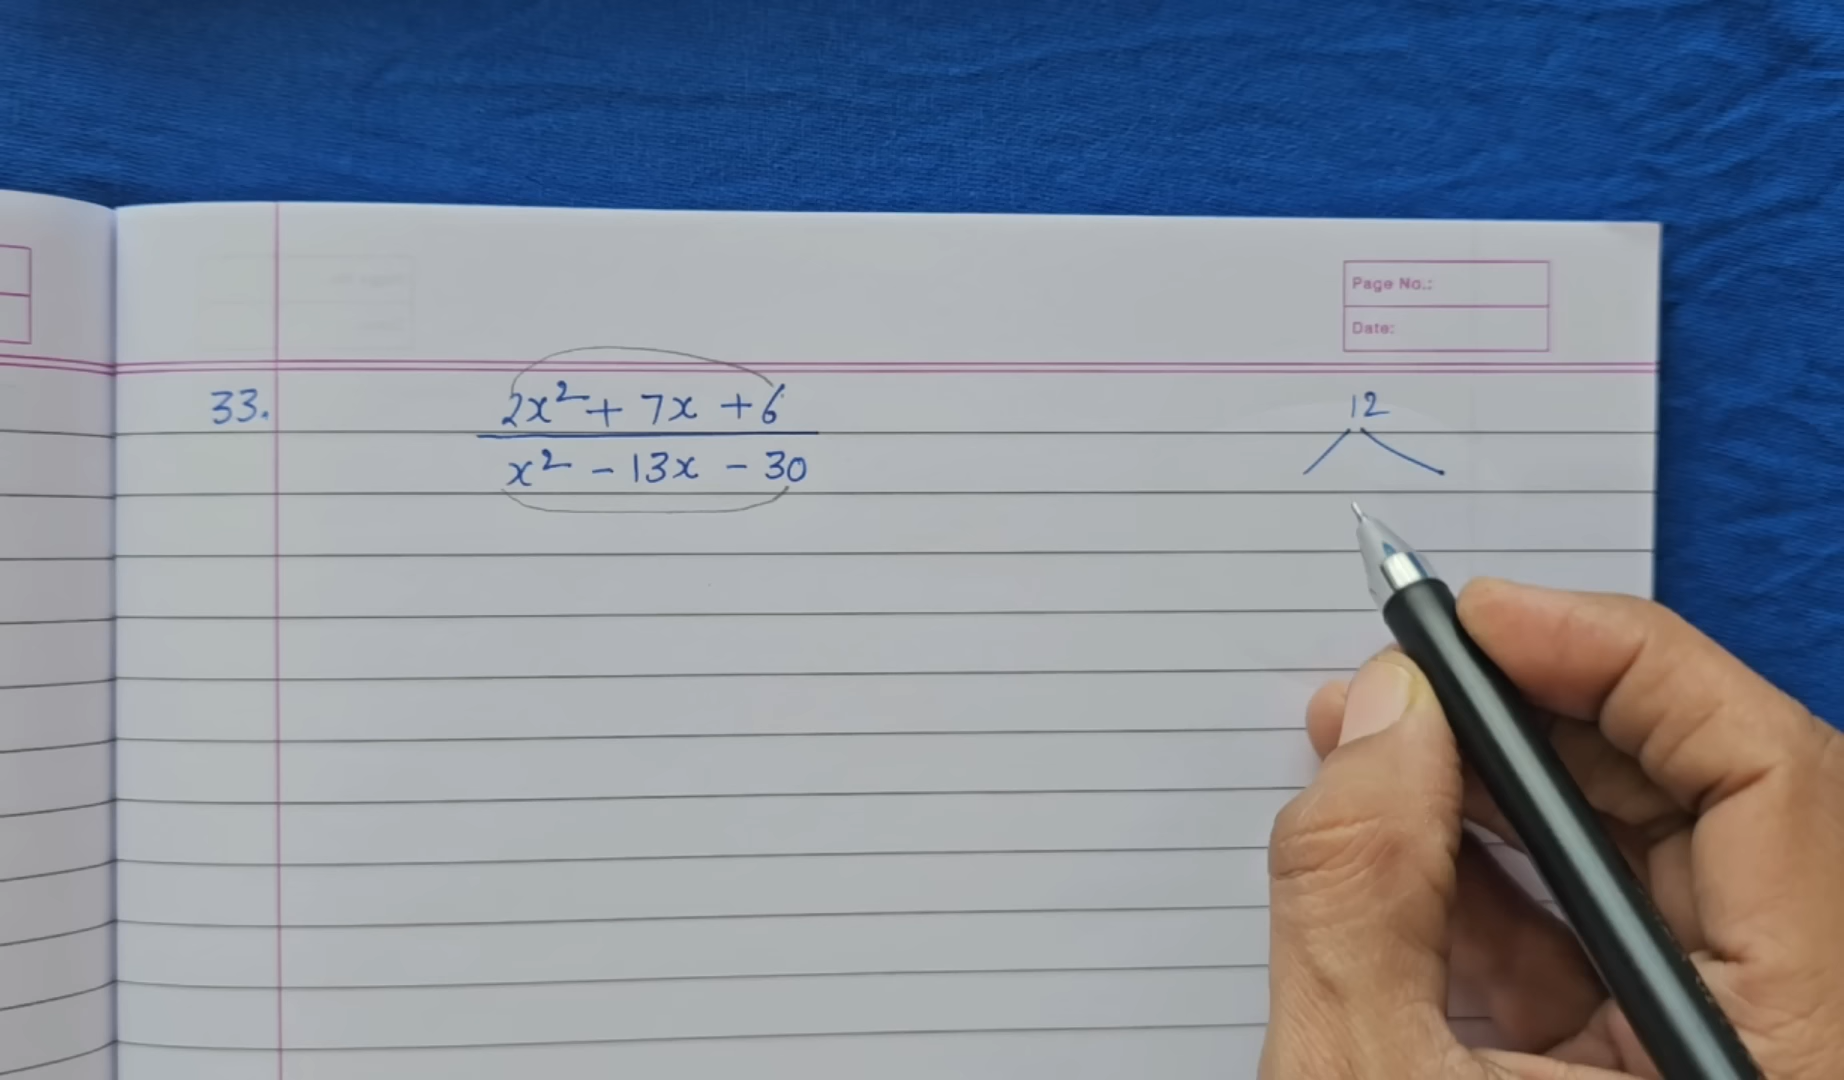 Page No.:
Date:
33.
2x² + 7x + 6
x² - 13x - 30
12